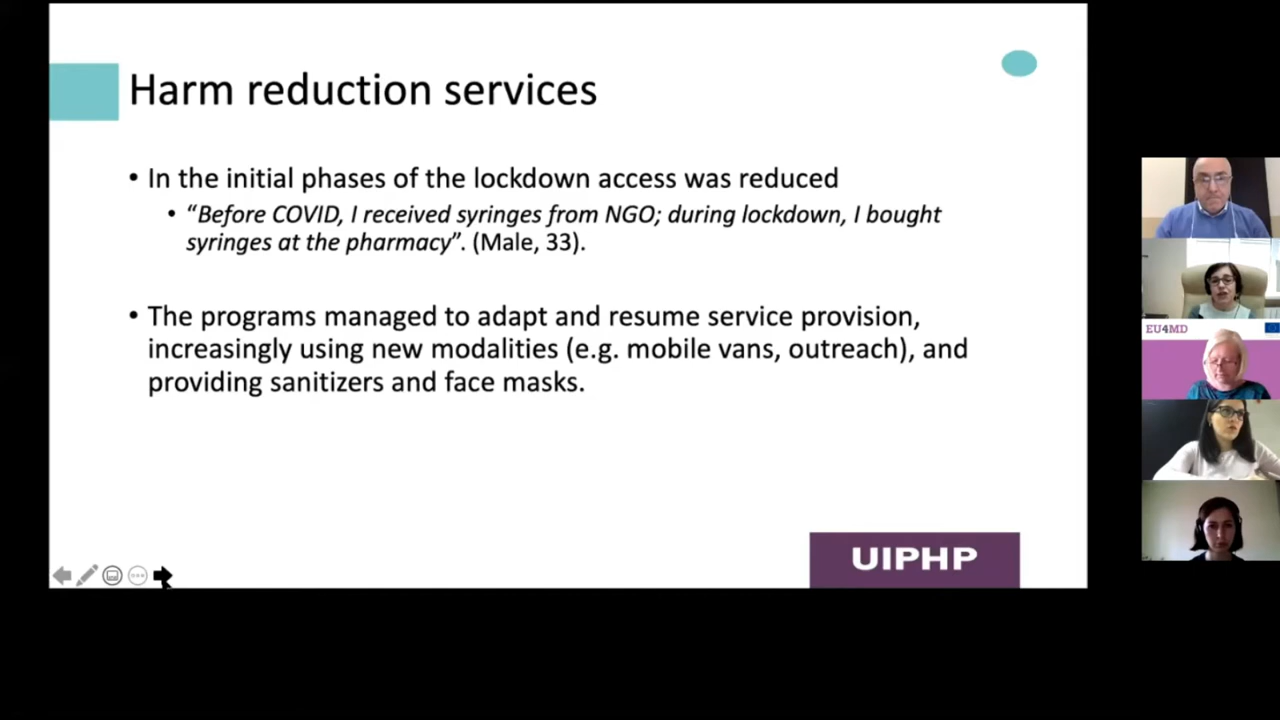 Harm reduction services
• In the initial phases of the lockdown access was reduced
• “Before COVID, I received syringes from NGO; during lockdown, I bought
syringes at the pharmacy”. (Male, 33).
• The programs managed to adapt and resume service provision,
increasingly using new modalities (e.g. mobile vans, outreach), and
providing sanitizers and face masks.
UIPHP
EU4MD